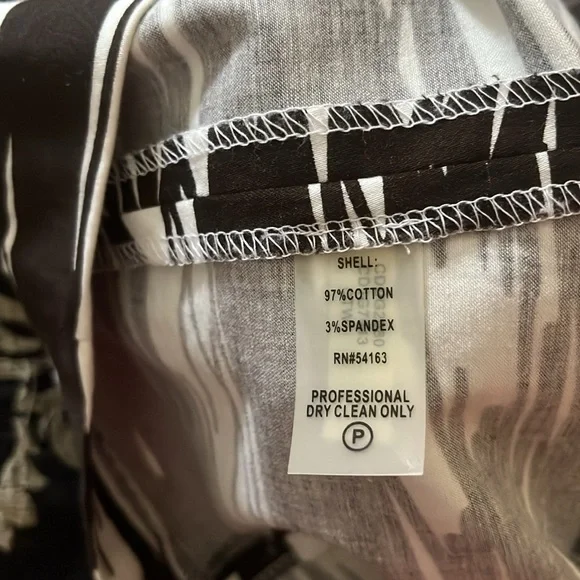 SHELL:
97%COTTON
3%SPANDEX
RN#54163
PROFESSIONAL
DRY CLEAN ONLY
P